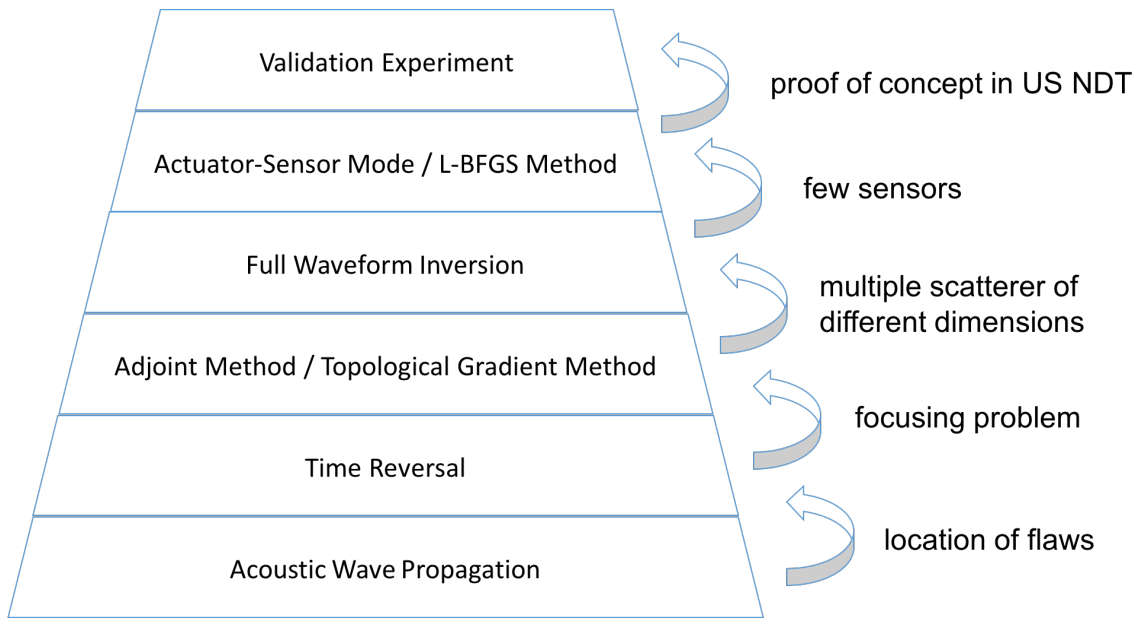 Validation Experiment
proof of concept in US NDT
Actuator-Sensor Mode / L-BFGS Method
few sensors
Full Waveform Inversion
multiple scatterer of
different dimensions
Adjoint Method / Topological Gradient Method
focusing problem
Time Reversal
location of flaws
Acoustic Wave Propagation